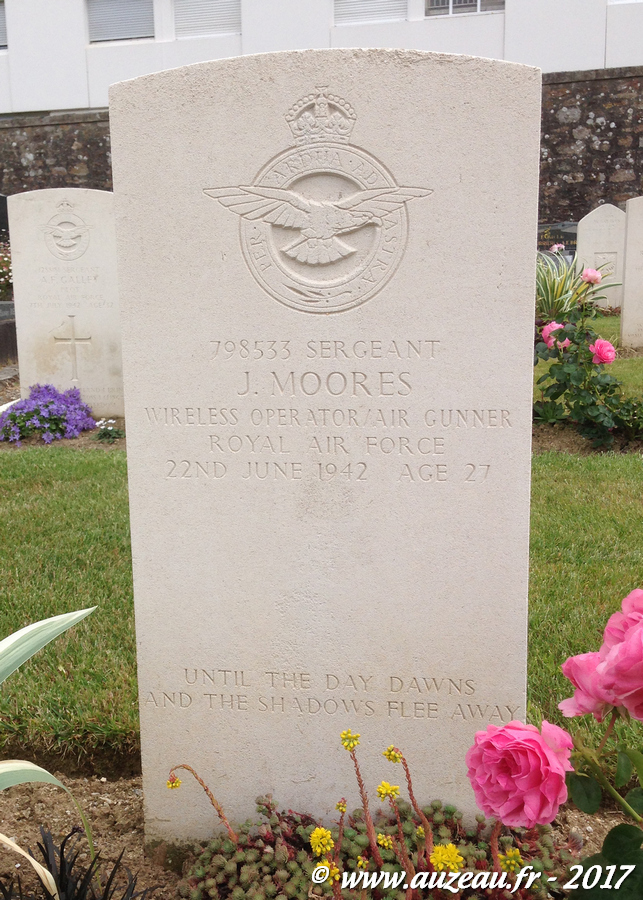 PER ARDUA AD ASTRA
798533 SERGEANT
J. MOORES
WIRELESS OPERATOR/AIR GUNNER
ROYAL AIR FORCE
22ND JUNE 1942 AGE 27
UNTIL THE DAY DAWNS
AND THE SHADOWS FLEE AWAY
© www.auzeau.fr - 2017